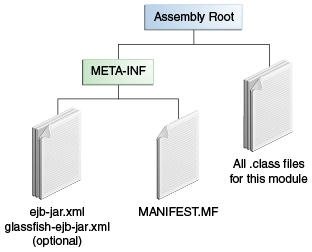 Assembly Root
META-INF
All .class files
for this module
ejb-jar.xml
glassfish-ejb-jar.xml
(optional)
MANIFEST.MF